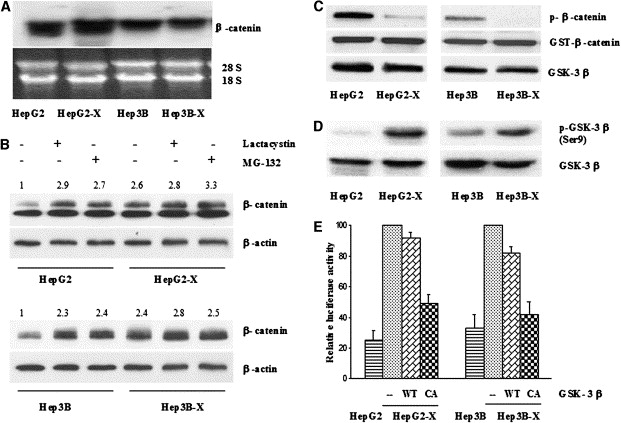 A
β-catenin
28 S
18 S
HepG2 HepG2-X Hep3B Hep3B-X
B
- + - - + - Lactacystin
- - + - - + MG-132
1 2.9 2.7 2.6 2.8 3.3
β-catenin
β-actin
HepG2 HepG2-X
1 2.3 2.4 2.4 2.8 2.5
β-catenin
β-actin
Hep3B Hep3B-X
C
p-β-catenin
GST-β-catenin
GSK-3 β
HepG2 HepG2-X Hep3B Hep3B-X
D
p-GSK-3 β
(Ser9)
GSK-3 β
HepG2 HepG2-X Hep3B Hep3B-X
E
Relative luciferase activity
100
80
60
40
20
0
-- WT CA -- WT CA GSK-3 β
HepG2 HepG2-X Hep3B Hep3B-X